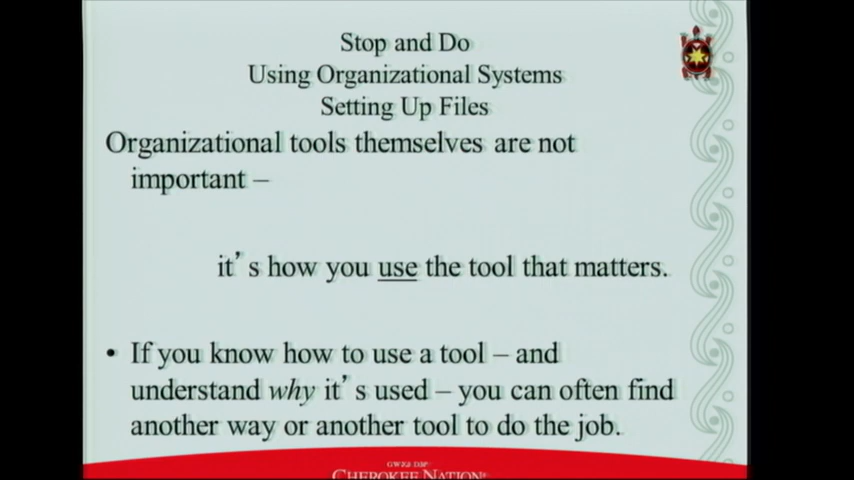 Stop and Do
Using Organizational Systems
Setting Up Files
Organizational tools themselves are not
important –
it's how you use the tool that matters.
• If you know how to use a tool – and
understand why it's used – you can often find
another way or another tool to do the job.
CHEROKEE NATION